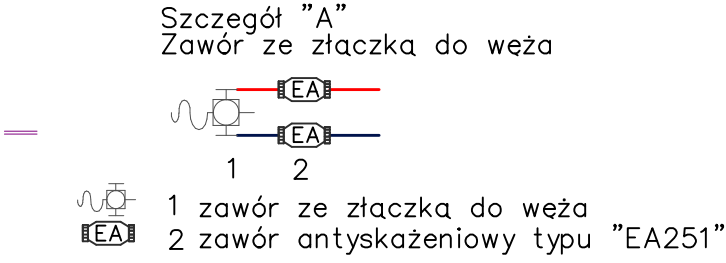 Szczegół "A"
Zawór ze złączką do węża
EA
EA
1 2
1 zawór ze złączką do węża
EA 2 zawór antyskażeniowy typu "EA251"